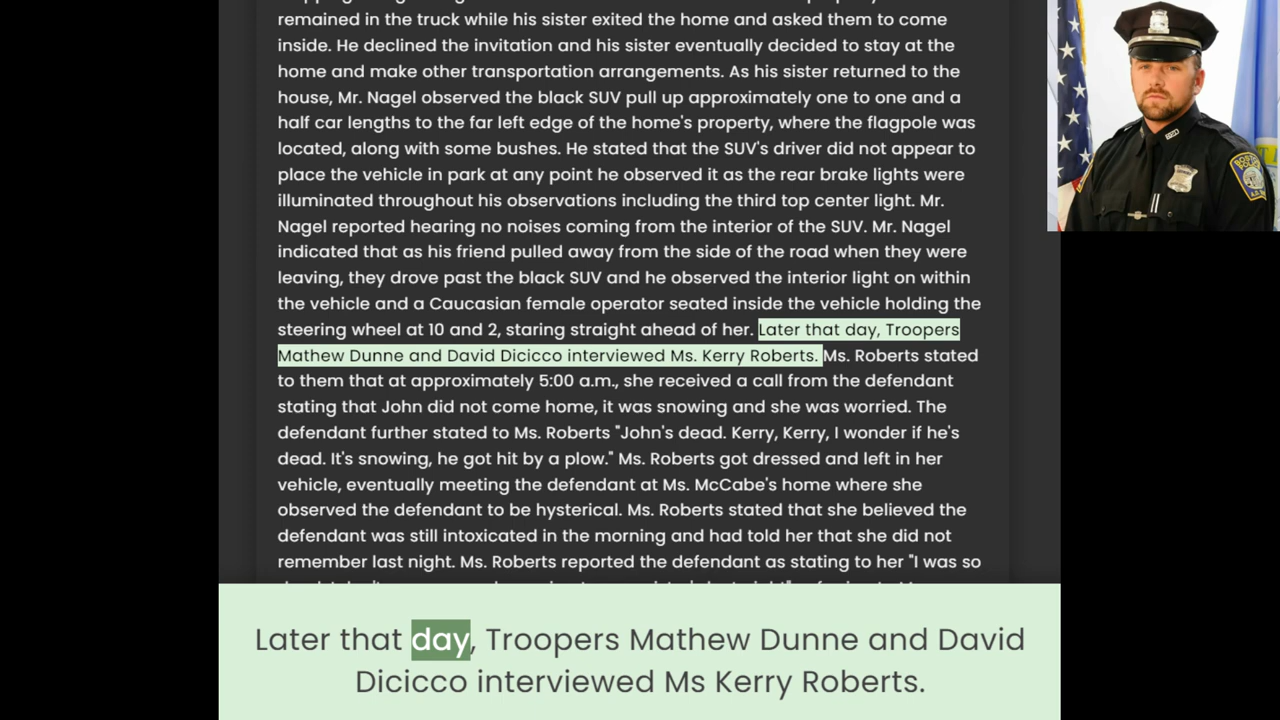 remained in the truck while his sister exited the home and asked them to come
inside. He declined the invitation and his sister eventually decided to stay at the
home and make other transportation arrangements. As his sister returned to the
house, Mr. Nagel observed the black SUV pull up approximately one to one and a
half car lengths to the far left edge of the home's property, where the flagpole was
located, along with some bushes. He stated that the SUV's driver did not appear to
place the vehicle in park at any point he observed it as the rear brake lights were
illuminated throughout his observations including the third top center light. Mr.
Nagel reported hearing no noises coming from the interior of the SUV. Mr. Nagel
indicated that as his friend pulled away from the side of the road when they were
leaving, they drove past the black SUV and he observed the interior light on within
the vehicle and a Caucasian female operator seated inside the vehicle holding the
steering wheel at 10 and 2, staring straight ahead of her. Later that day, Troopers
Mathew Dunne and David Dicicco interviewed Ms. Kerry Roberts. Ms. Roberts stated
to them that at approximately 5:00 a.m., she received a call from the defendant
stating that John did not come home, it was snowing and she was worried. The
defendant further stated to Ms. Roberts "John's dead. Kerry, Kerry, I wonder if he's
dead. It's snowing, he got hit by a plow." Ms. Roberts got dressed and left in her
vehicle, eventually meeting the defendant at Ms. McCabe's home where she
observed the defendant to be hysterical. Ms. Roberts stated that she believed the
defendant was still intoxicated in the morning and had told her that she did not
remember last night. Ms. Roberts reported the defendant as stating to her "I was so
Later that day, Troopers Mathew Dunne and David
Dicicco interviewed Ms Kerry Roberts.